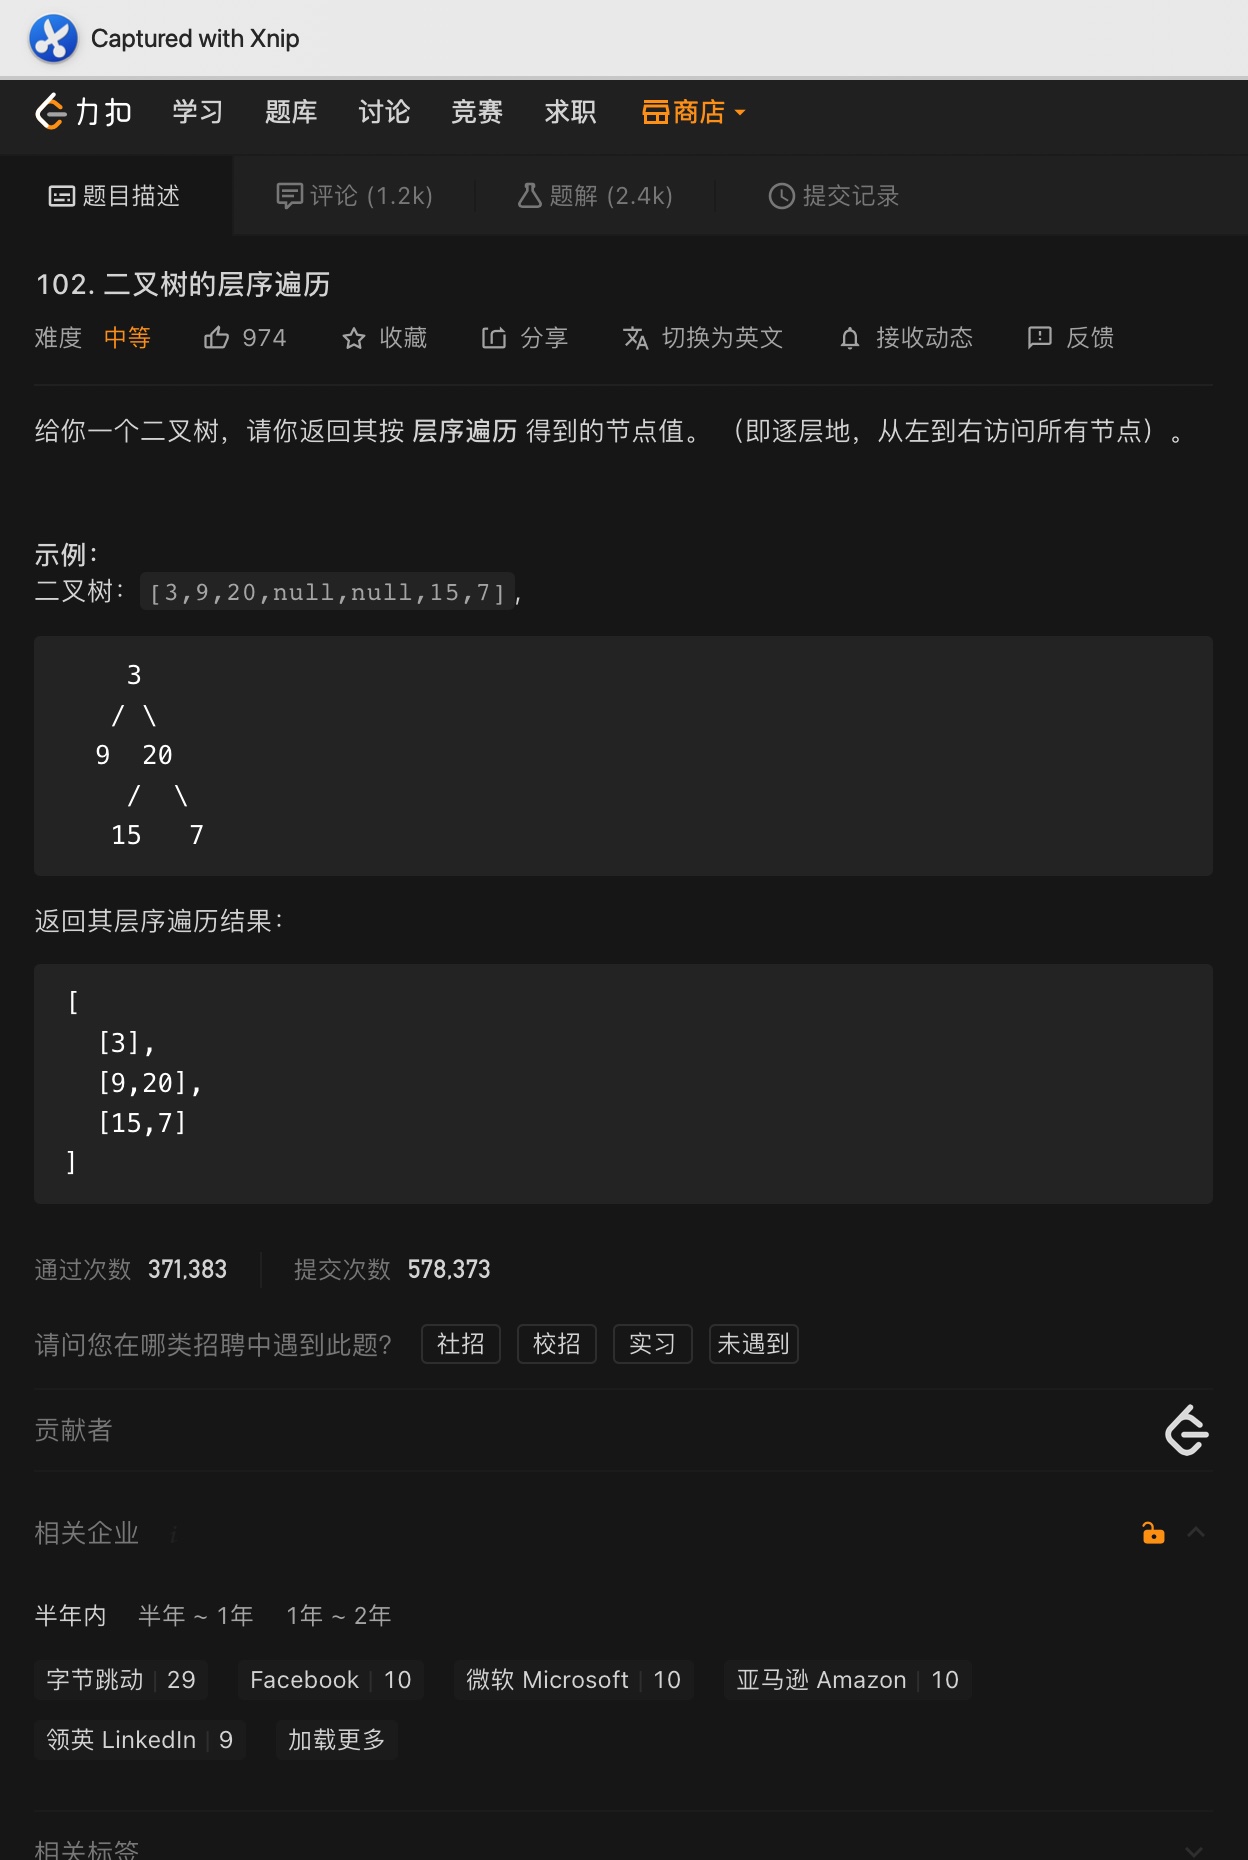 Captured with Xnip
力扣 学习 题库 讨论 竞赛 求职 商店
题目描述 评论 (1.2k) 题解 (2.4k) 提交记录
102. 二叉树的层序遍历
难度 中等 974 收藏 分享 切换为英文 接收动态 反馈
给你一个二叉树，请你返回其按 层序遍历 得到的节点值。 （即逐层地，从左到右访问所有节点）。
示例：
二叉树：[3,9,20,null,null,15,7],
3
/ \
9 20
/ \
15 7
返回其层序遍历结果：
[
[3],
[9,20],
[15,7]
]
通过次数 371,383 提交次数 578,373
请问您在哪类招聘中遇到此题? 社招 校招 实习 未遇到
贡献者
相关企业 i
半年内 半年 ~ 1年 1年 ~ 2年
字节跳动 29 Facebook 10 微软 Microsoft 10 亚马逊 Amazon 10
领英 LinkedIn 9 加载更多
相关标签